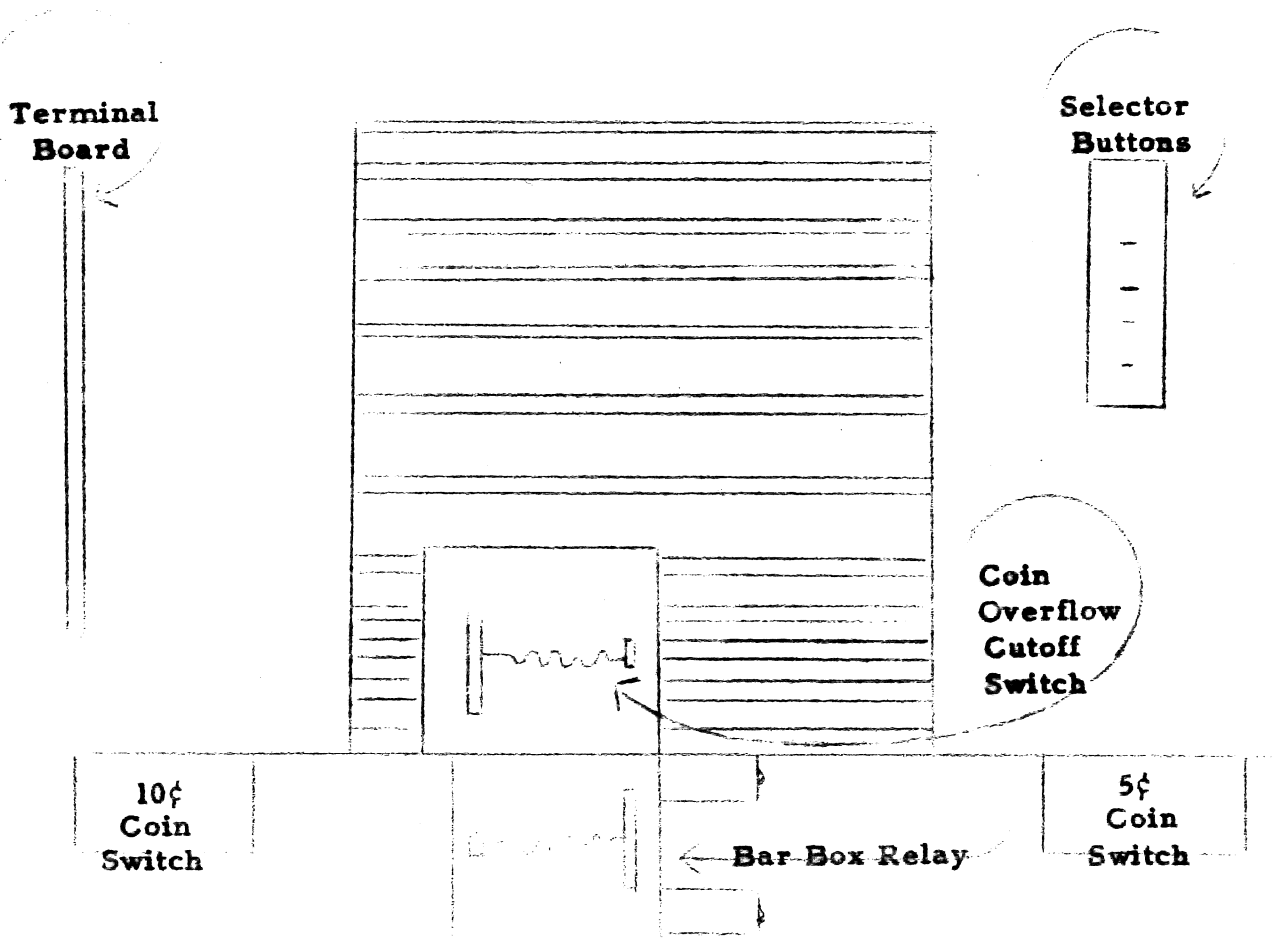 Terminal
Board
Selector
Buttons
Coin
Overflow
Cutoff
Switch
10¢
Coin
Switch
Bar Box Relay
5¢
Coin
Switch